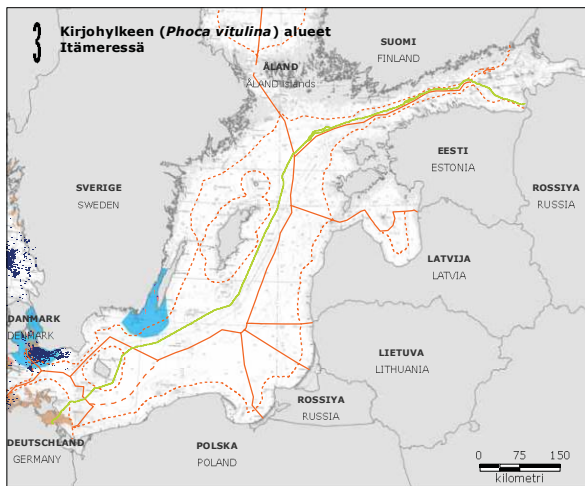 3
Kirjohylkeen (Phoca vitulina) alueet
Itämeressä
SUOMI
FINLAND
ÅLAND
ÅLAND Islands
EESTI
ESTONIA
SVERIGE
SWEDEN
ROSSIYA
RUSSIA
LATVIJA
LATVIA
DANMARK
DENMARK
LIETUVA
LITHUANIA
ROSSIYA
RUSSIA
DEUTSCHLAND
GERMANY
POLSKA
POLAND
0 75 150
kilometri